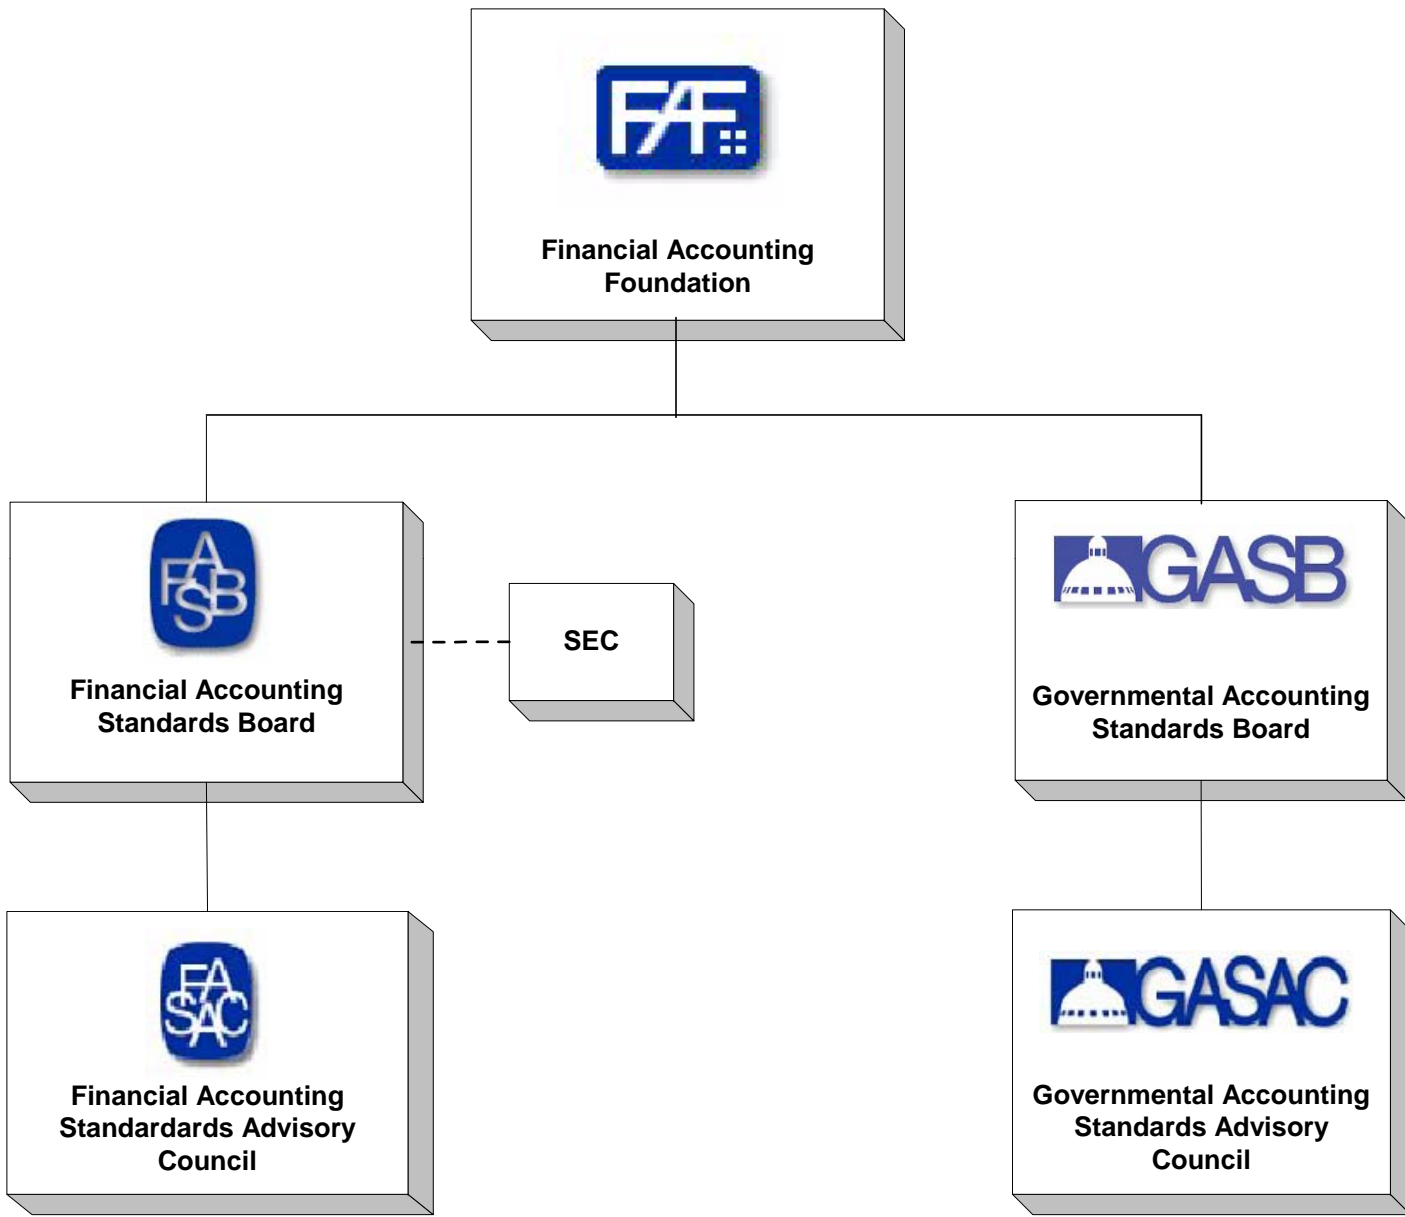 FAF
Financial Accounting
Foundation
FASB
Financial Accounting
Standards Board
SEC
GASB
Governmental Accounting
Standards Board
FASAC
Financial Accounting
Standardards Advisory
Council
GASAC
Governmental Accounting
Standards Advisory
Council